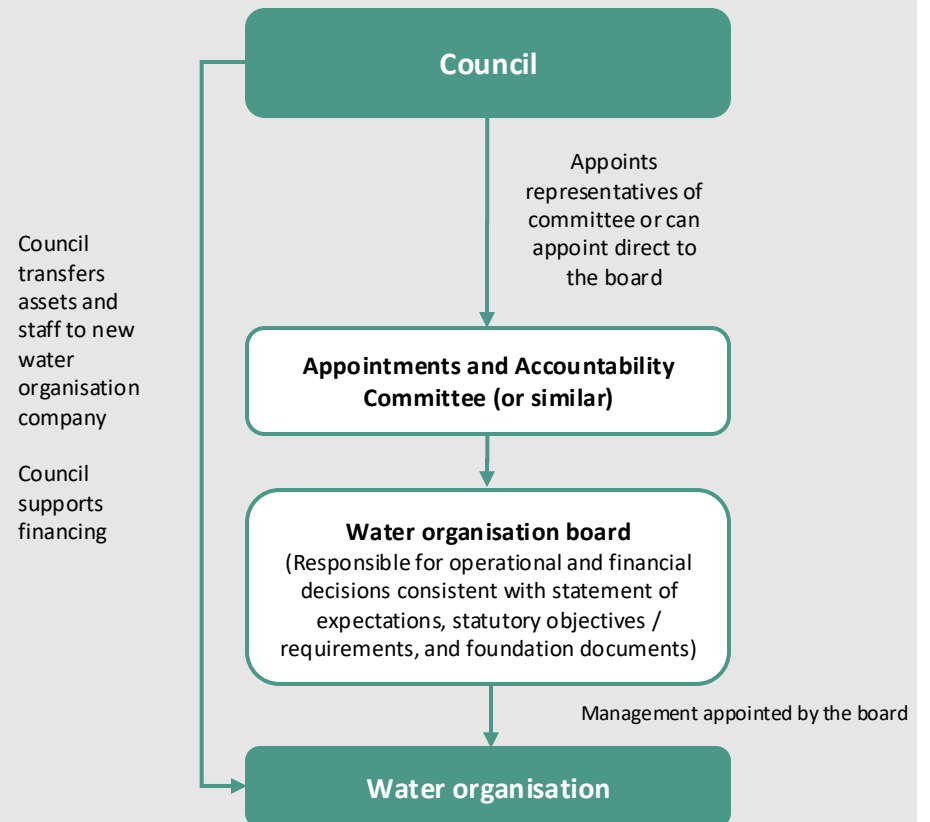 Council
Appoints
representatives of
committee or can
appoint direct to
the board
Council
transfers
assets and
staff to new
water
organisation
company
Council
supports
financing
Appointments and Accountability
Committee (or similar)
Water organisation board
(Responsible for operational and financial
decisions consistent with statement of
expectations, statutory objectives /
requirements, and foundation documents)
Management appointed by the board
Water organisation